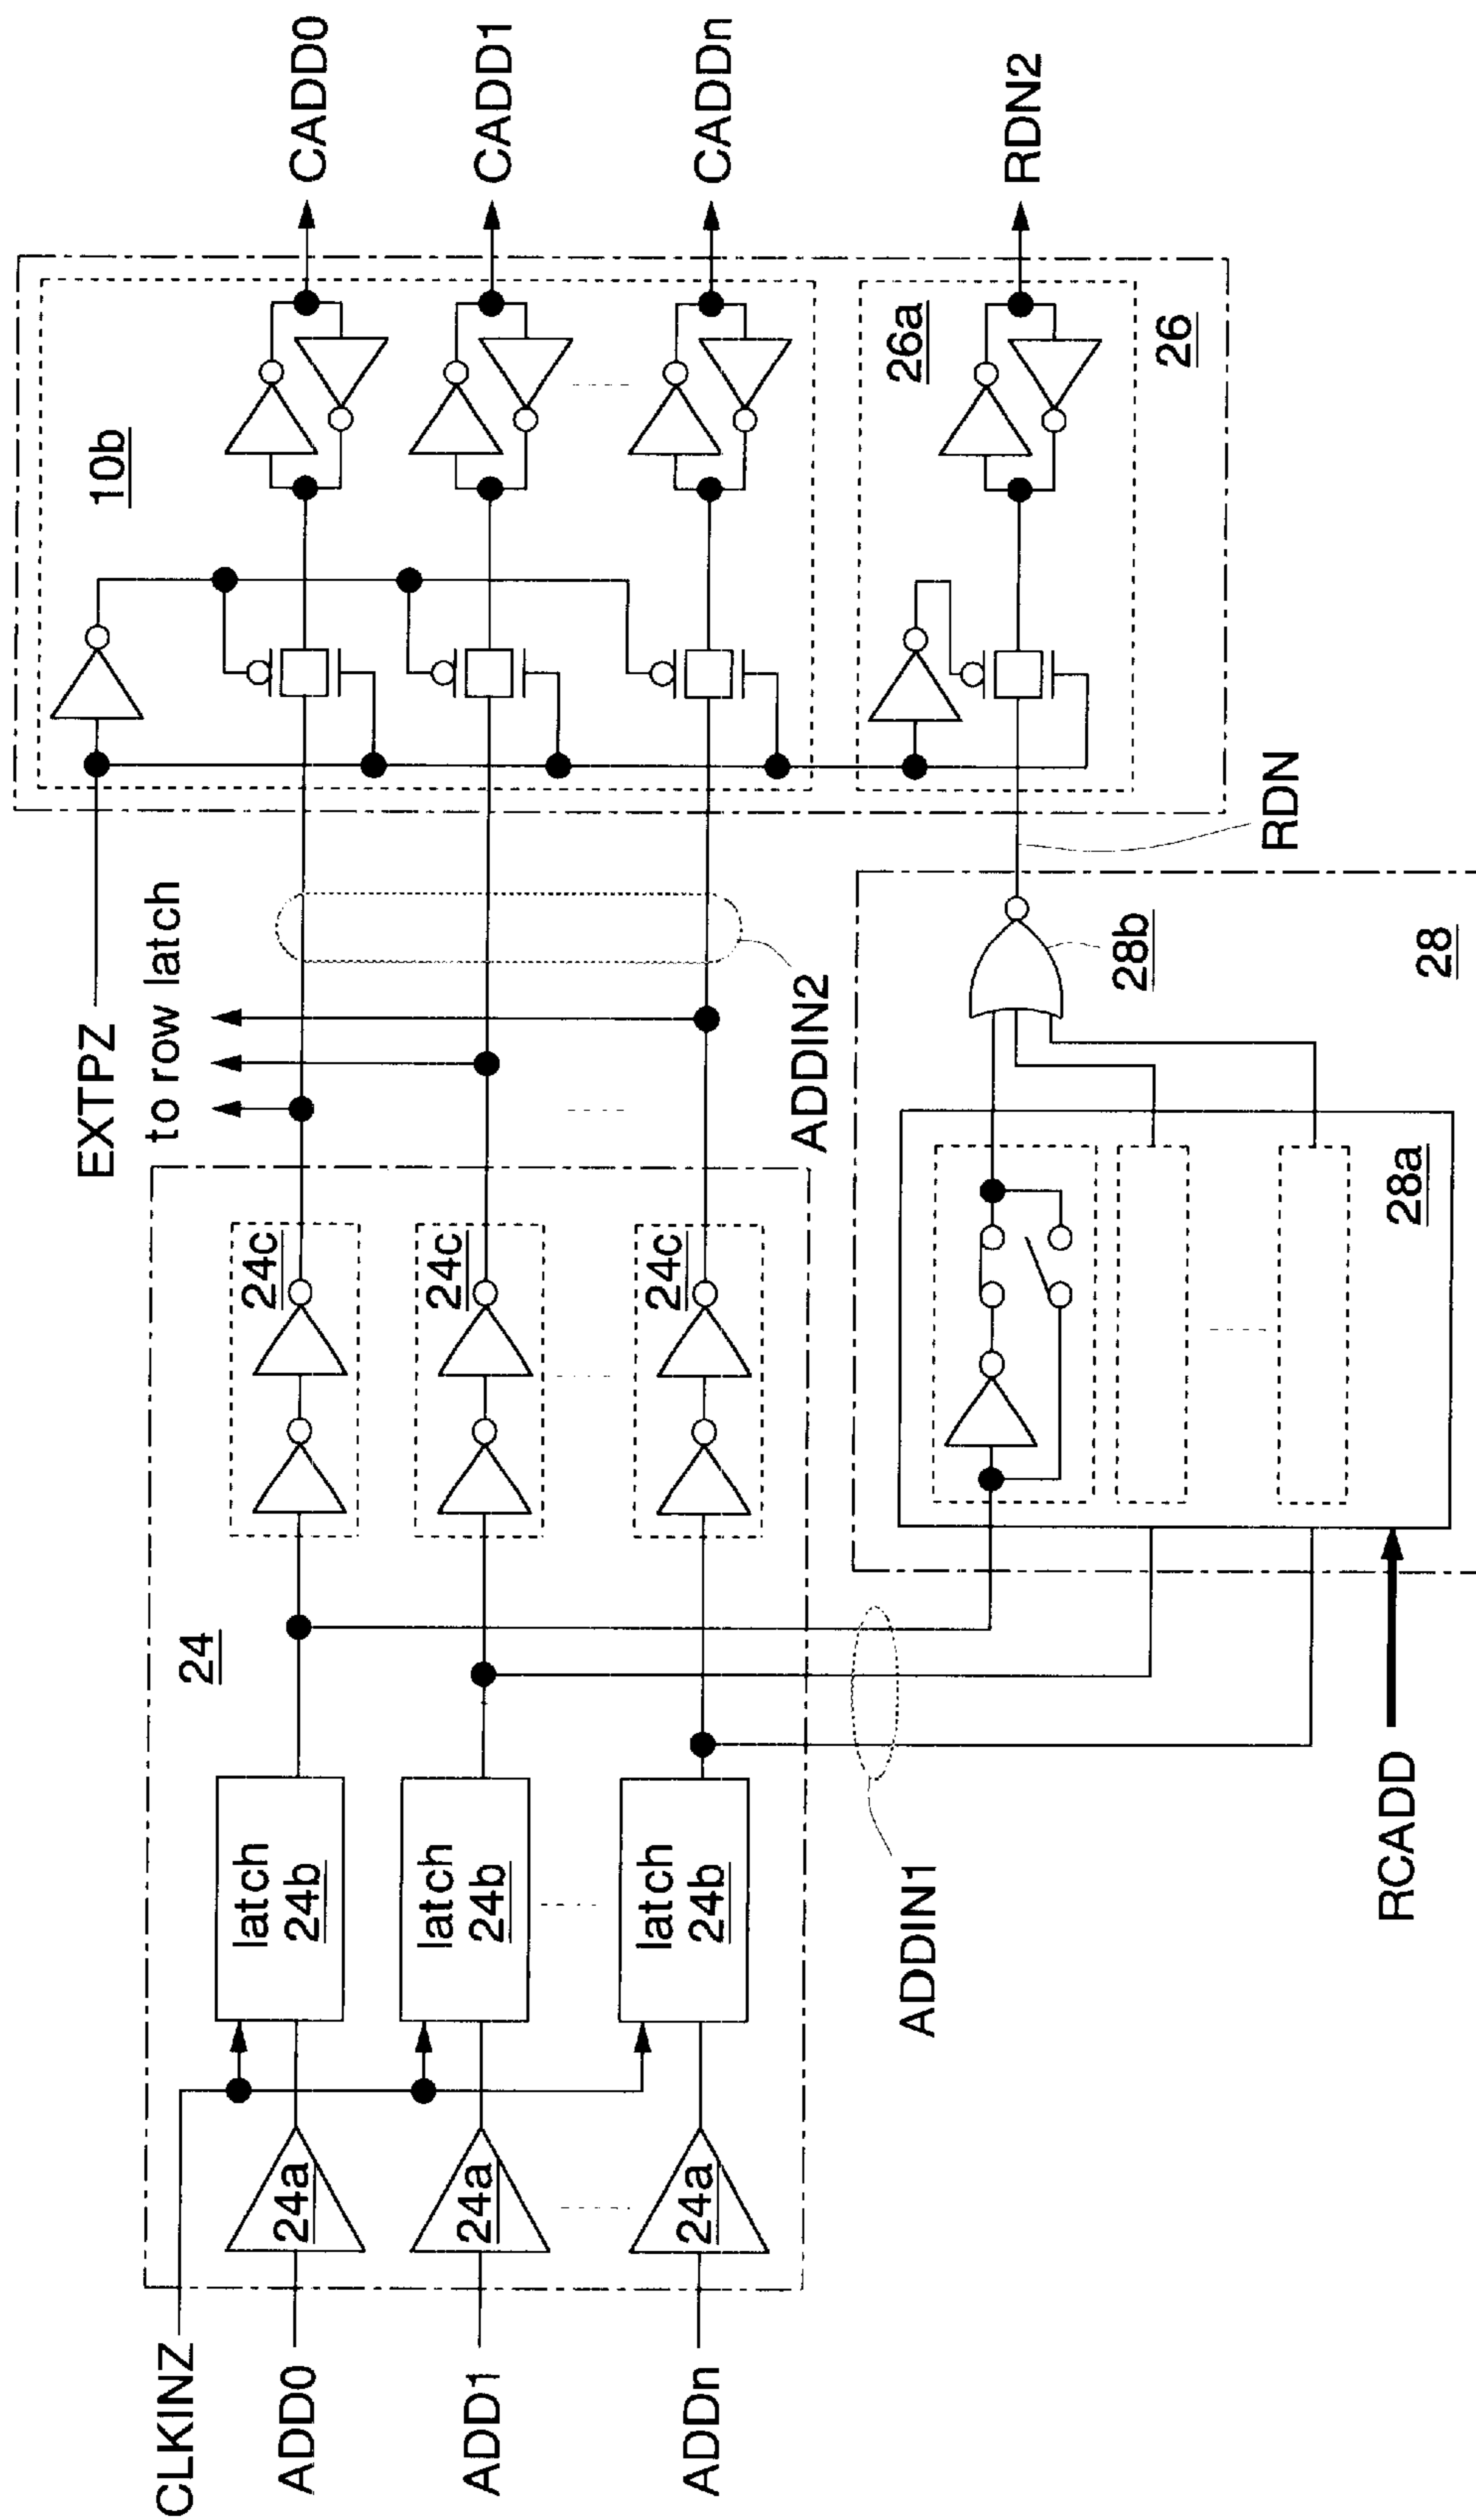 CLKINZ
ADD0
ADD1
ADDn
24a
24a
24a
latch
24b
latch
24b
latch
24b
24
24c
24c
24c
ADDIN1
RCADD
EXTPZ
to row latch
ADDIN2
28a
28b
28
RDN
10b
26a
26
CADD0
CADD1
CADDn
RDN2